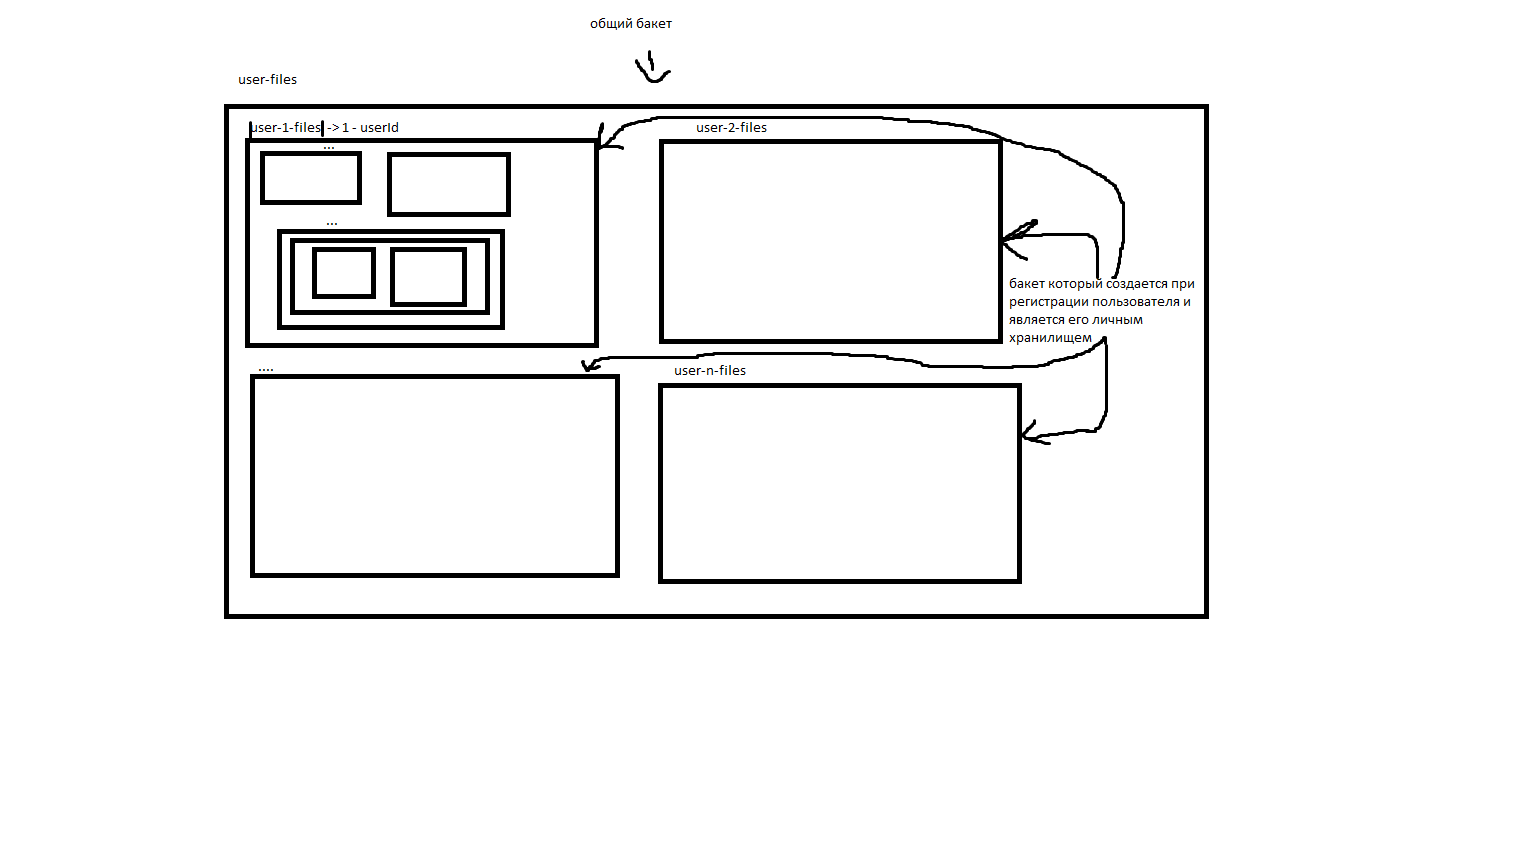 общий бакет
user-files
user-1-files -> 1 - userId
user-2-files
...
...
бакет который создается при
регистрации пользователя и
является его личным
хранилищем
....
user-n-files